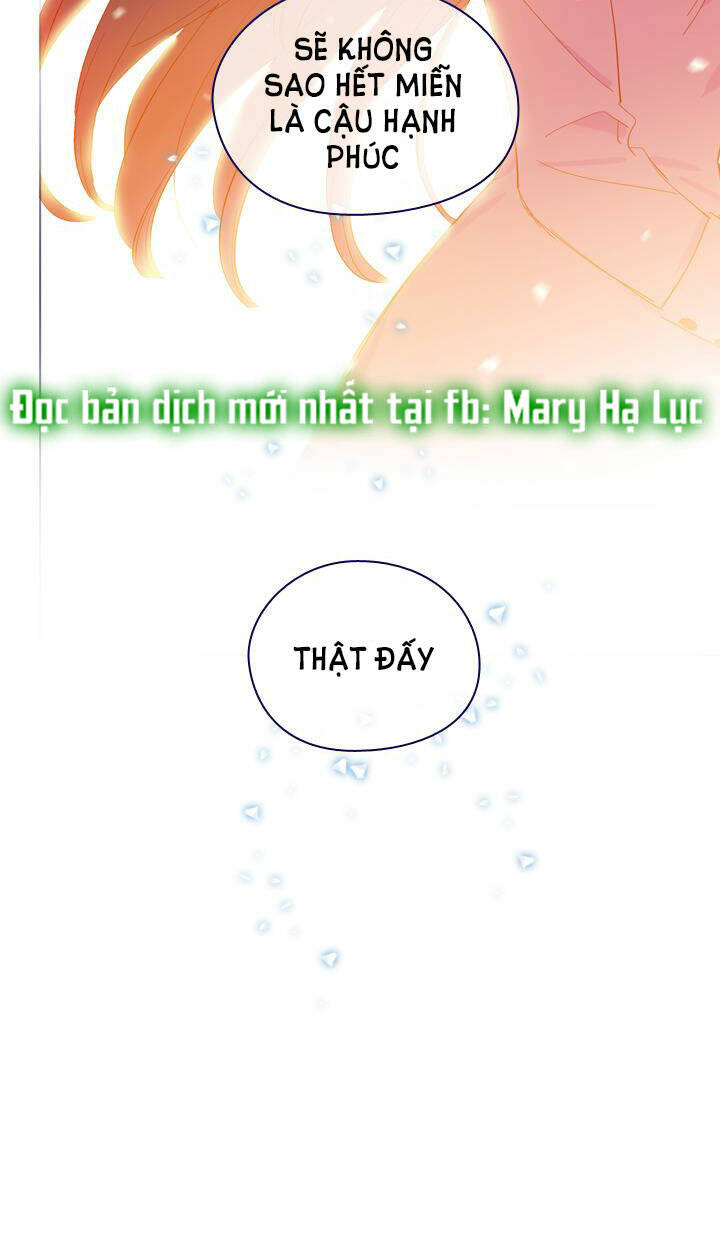 SẼ KHÔNG
SAO HẾT MIỄN
LÀ CẬU HẠNH
PHÚC
Đọc bản dịch mới nhất tại fb: Mary Hạ Lục
THẬT ĐẤY